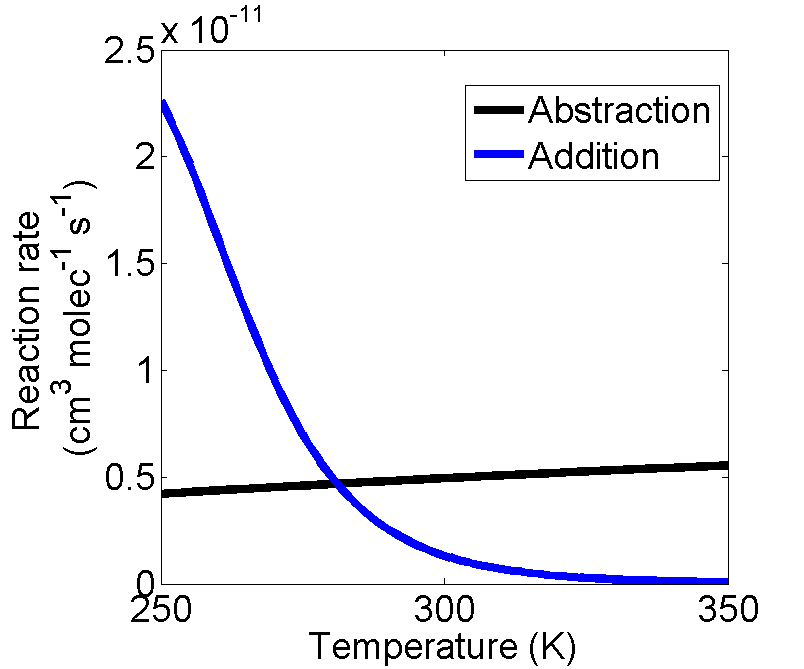 x 10⁻¹¹
2.5
2
1.5
1
0.5
0
Reaction rate
(cm³ molec⁻¹ s⁻¹)
Abstraction
Addition
250
300
350
Temperature (K)